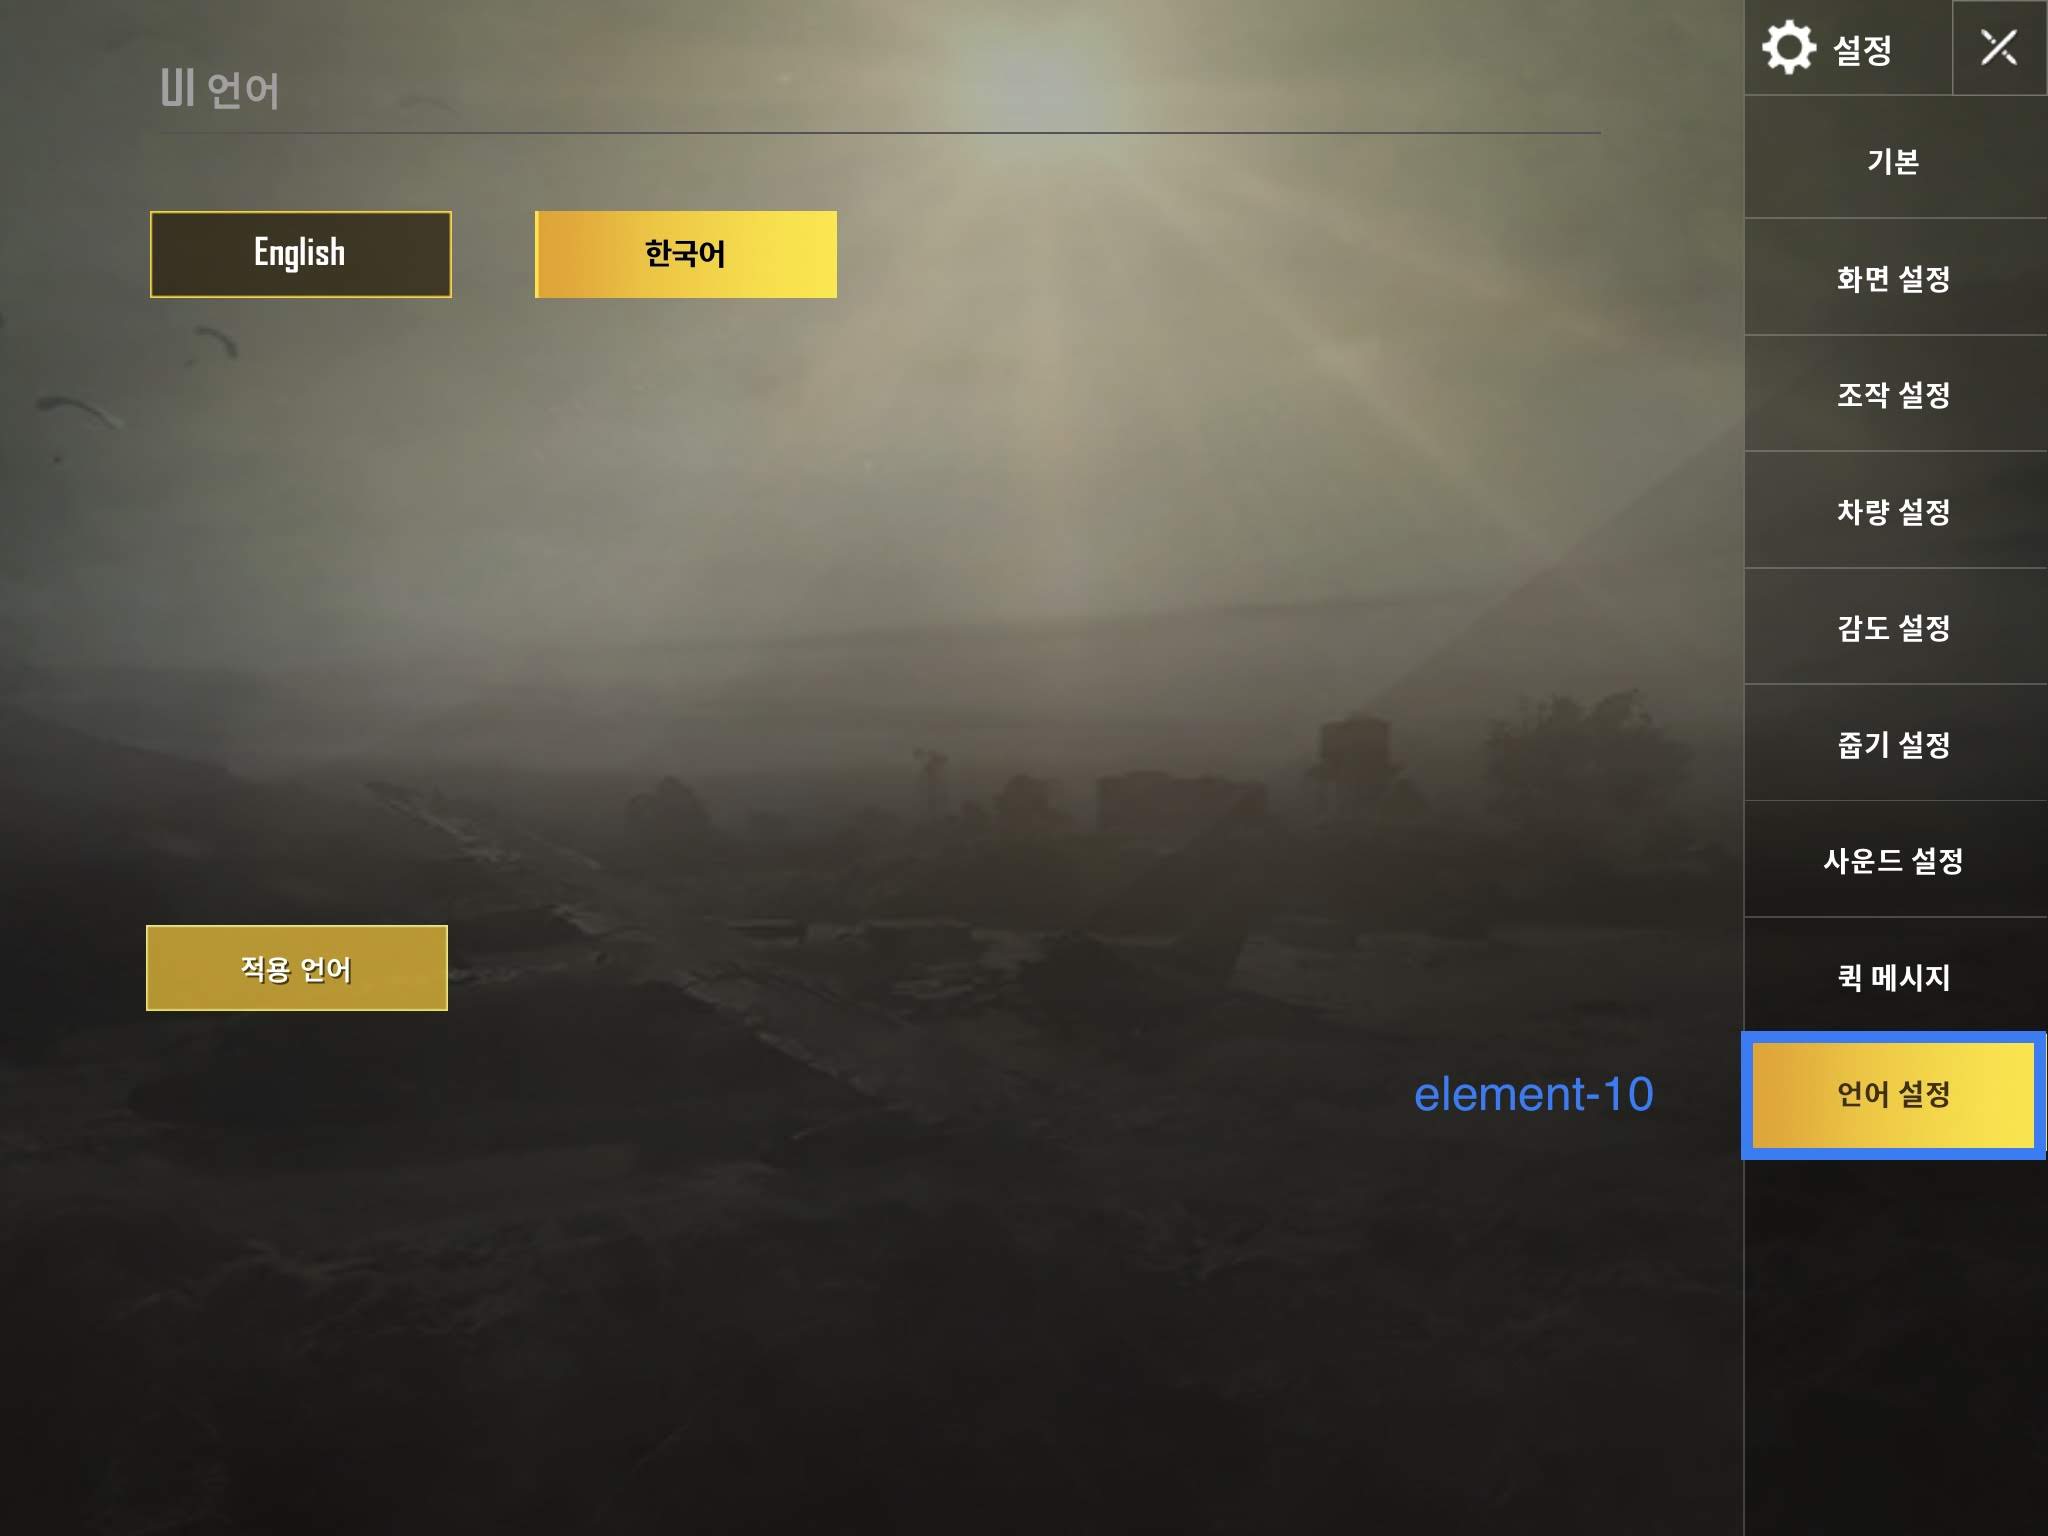 UI 언어
English
한국어
적용 언어
element-10
설정
기본
화면 설정
조작 설정
차량 설정
감도 설정
줍기 설정
사운드 설정
퀵 메시지
언어 설정